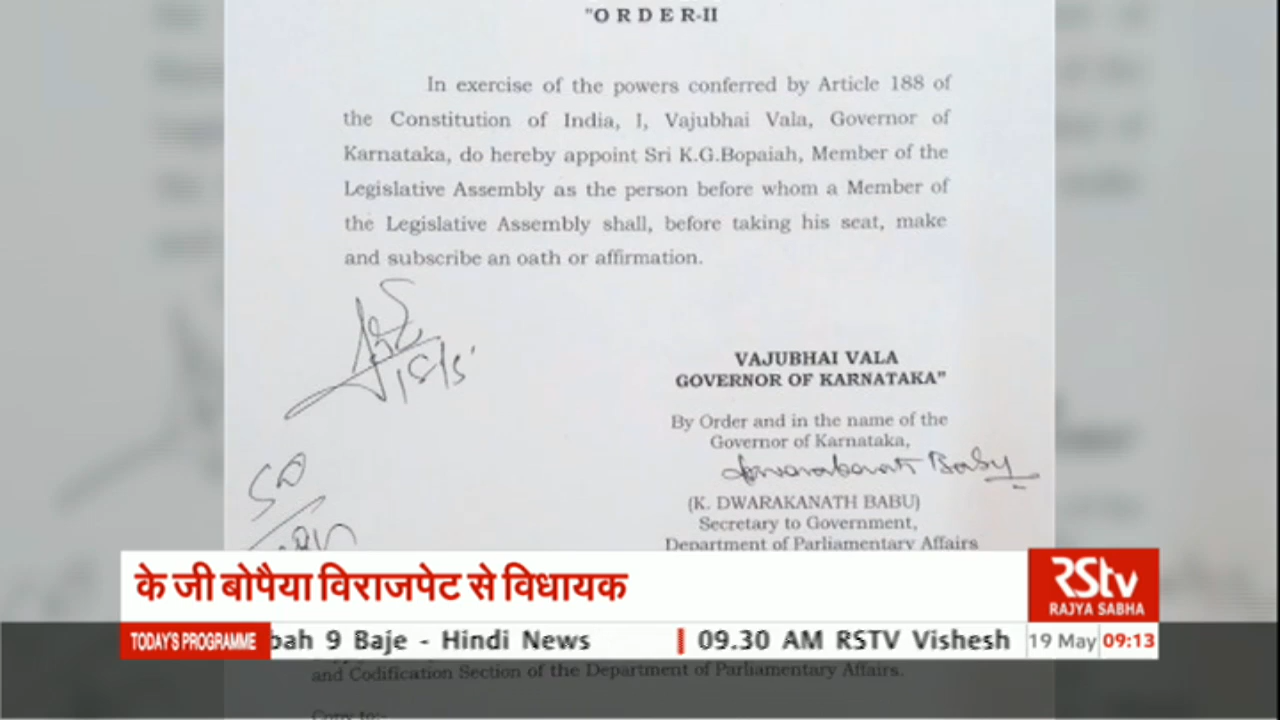 "O R D E R-II
In exercise of the powers conferred by Article 188 of
the Constitution of India, I, Vajubhai Vala, Governor of
Karnataka, do hereby appoint Sri K.G.Bopaiah, Member of the
Legislative Assembly as the person before whom a Member of
the Legislative Assembly shall, before taking his seat, make
and subscribe an oath or affirmation.
VAJUBHAI VALA
GOVERNOR OF KARNATAKA"
By Order and in the name of the
Governor of Karnataka,
Dwarakanath Babu
(K. DWARAKANATH BABU)
Secretary to Government,
Department of Parliamentary Affairs
के जी बोपैया विराजपेट से विधायक
RStv
RAJYA SABHA
TODAY'S PROGRAMME bah 9 Baje - Hindi News | 09.30 AM RSTV Vishesh 19 May 09:13
and Codification Section of the Department of Parliamentary Affairs.
Copy to:-